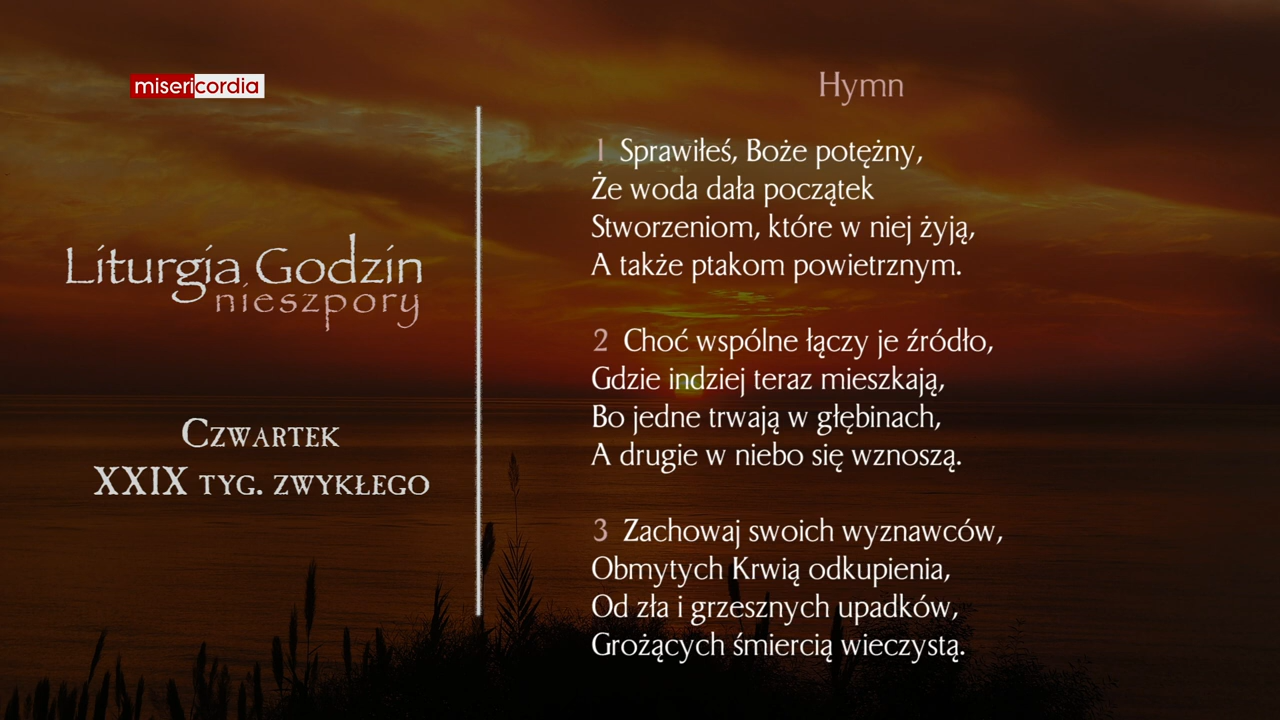 misericordia
Liturgia Godzin
nieszpory
Czwartek
XXIX tyg. zwykłego
Hymn
1 Sprawiłeś, Boże potężny,
Że woda dała początek
Stworzeniom, które w niej żyją,
A także ptakom powietrznym.
2 Choć wspólne łączy je źródło,
Gdzie indziej teraz mieszkają,
Bo jedne trwają w głębinach,
A drugie w niebo się wznoszą.
3 Zachowaj swoich wyznawców,
Obmytych Krwią odkupienia,
Od zła i grzesznych upadków,
Grożących śmiercią wieczystą.